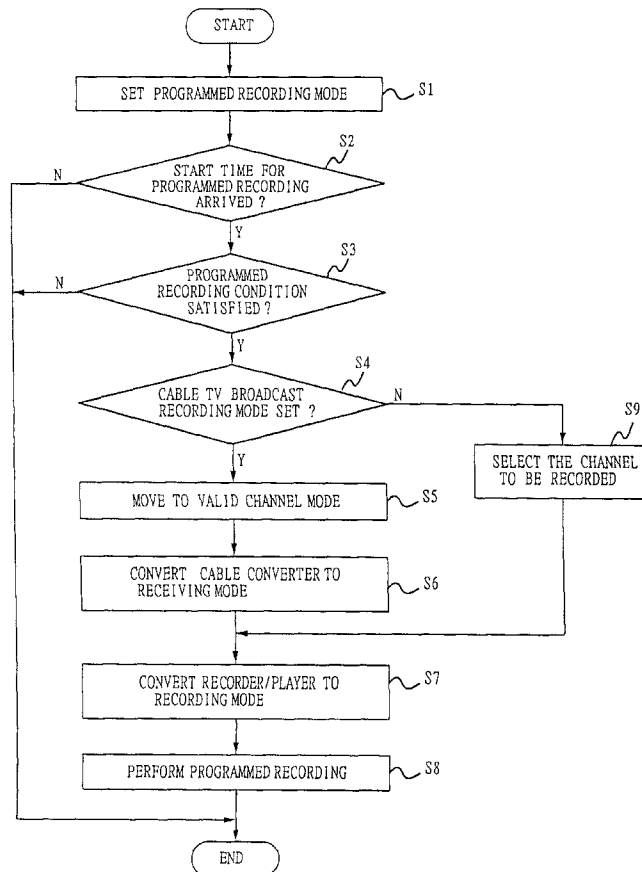 START
SET PROGRAMMED RECORDING MODE
S1
S2
START TIME FOR
PROGRAMMED RECORDING
ARRIVED ?
N
Y
S3
PROGRAMMED
RECORDING CONDITION
SATISFIED ?
N
Y
S4
CABLE TV BROADCAST
RECORDING MODE SET ?
N
Y
S9
SELECT THE CHANNEL
TO BE RECORDED
MOVE TO VALID CHANNEL MODE
S5
CONVERT CABLE CONVERTER TO
RECEIVING MODE
S6
CONVERT RECORDER/PLAYER TO
RECORDING MODE
S7
PERFORM PROGRAMMED RECORDING
S8
END